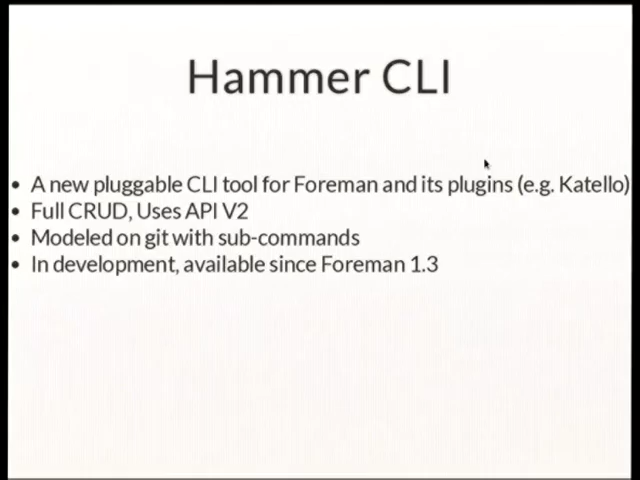 Hammer CLI
• A new pluggable CLI tool for Foreman and its plugins (e.g. Katello)
• Full CRUD, Uses API V2
• Modeled on git with sub-commands
• In development, available since Foreman 1.3